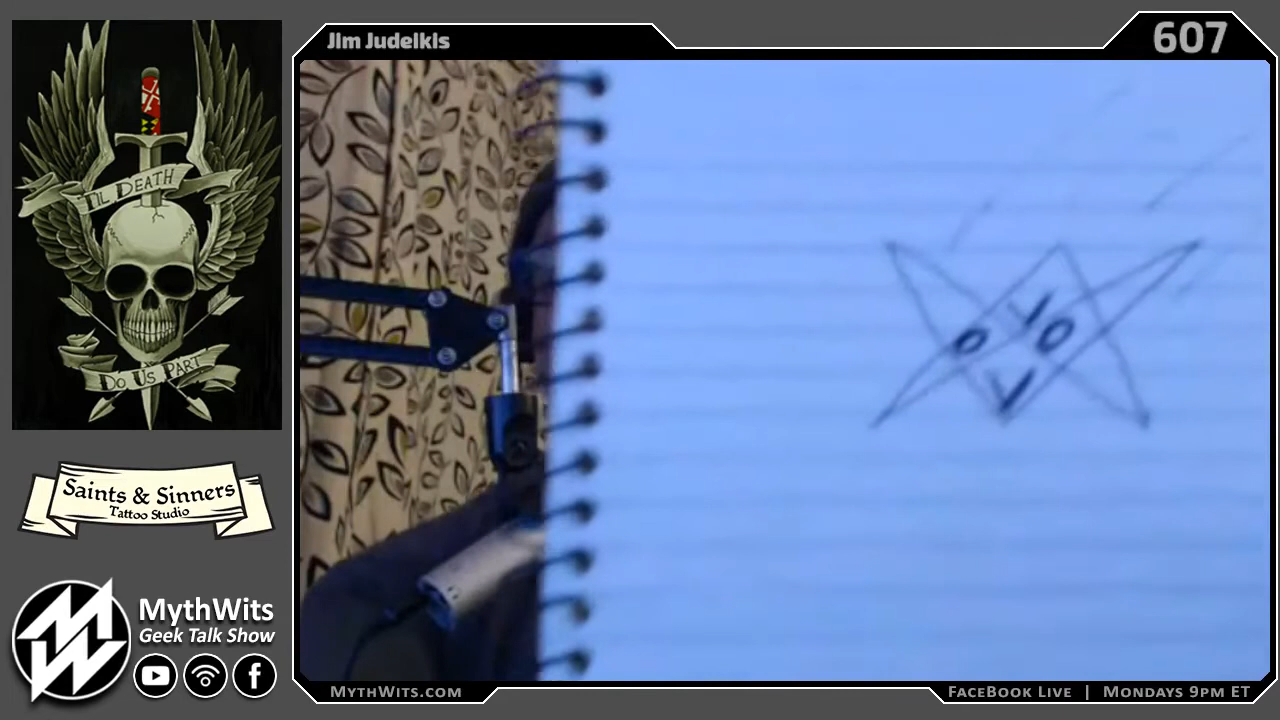 Jim Judeikis
607
'TIL DEATH
DO US PART
Saints & Sinners
Tattoo Studio
MythWits
Geek Talk Show
MYTHWITS.COM
FACEBOOK LIVE | MONDAYS 9PM ET